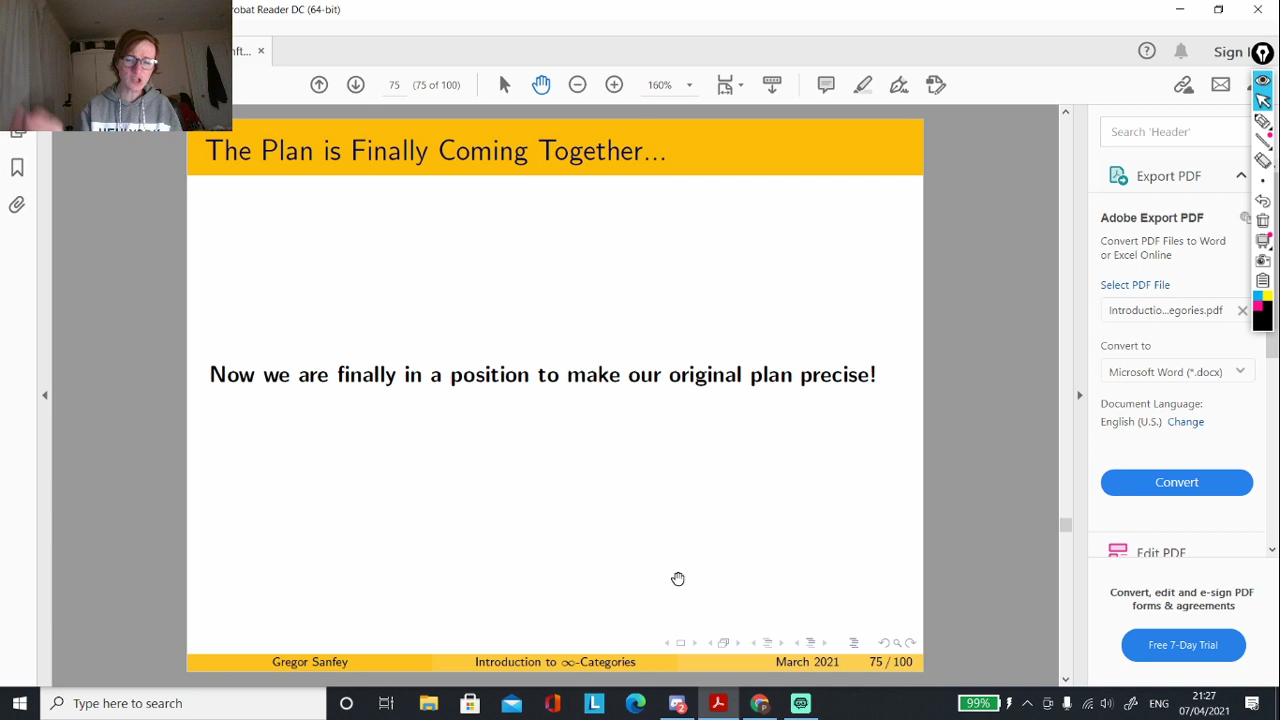 robat Reader DC (64-bit)
nft...
Sign I
75
(75 of 100)
160%
The Plan is Finally Coming Together...
Now we are finally in a position to make our original plan precise!
Gregor Sanfey
Introduction to ∞-Categories
March 2021
75 / 100
Search 'Header'
Export PDF
Adobe Export PDF
Convert PDF Files to Word
or Excel Online
Select PDF File
Introductio...egories.pdf
Convert to
Microsoft Word (*.docx)
Document Language:
English (U.S.) Change
Convert
Edit PDF
Convert, edit and e-sign PDF
forms & agreements
Free 7-Day Trial
Type here to search
99%
ENG
21:27
07/04/2021